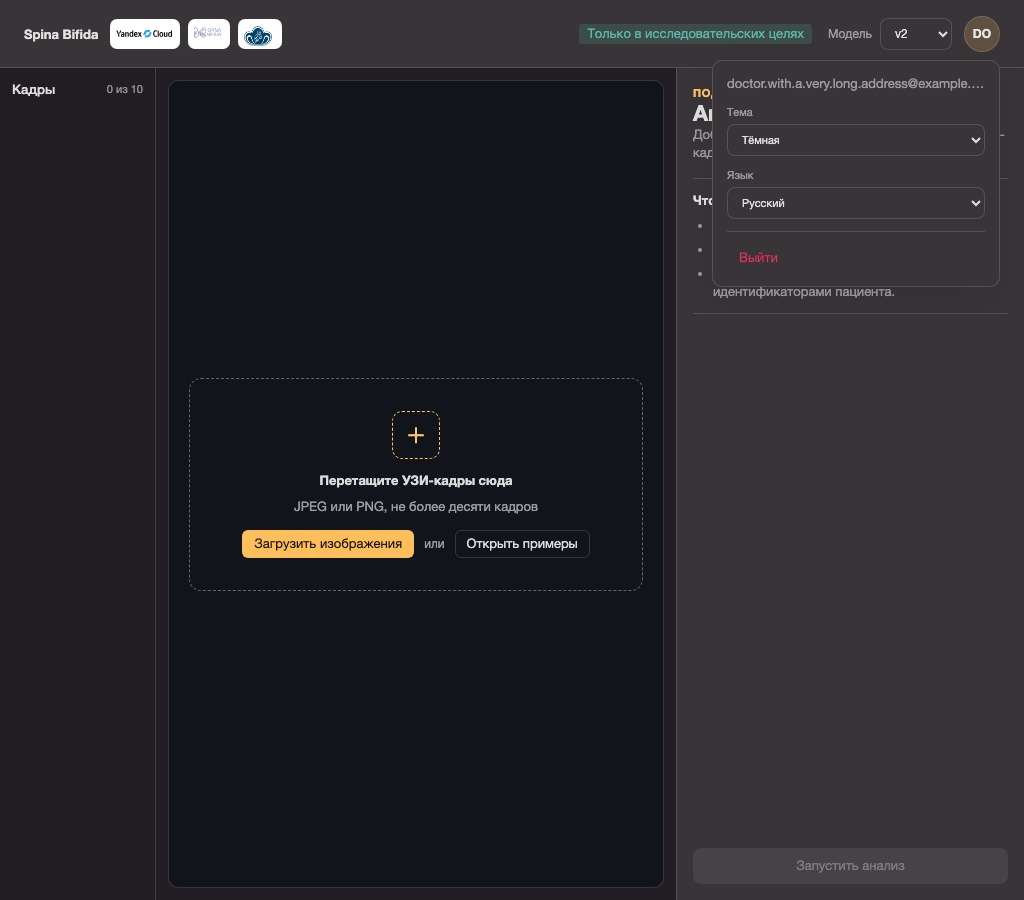 Spina Bifida
Yandex Cloud
Только в исследовательских целях
Модель
v2
DO
Кадры
0 из 10
doctor.with.a.very.long.address@example.…
Тема
Тёмная
Язык
Русский
Выйти
идентификаторами пациента.
Перетащите УЗИ-кадры сюда
JPEG или PNG, не более десяти кадров
Загрузить изображения
или
Открыть примеры
Запустить анализ